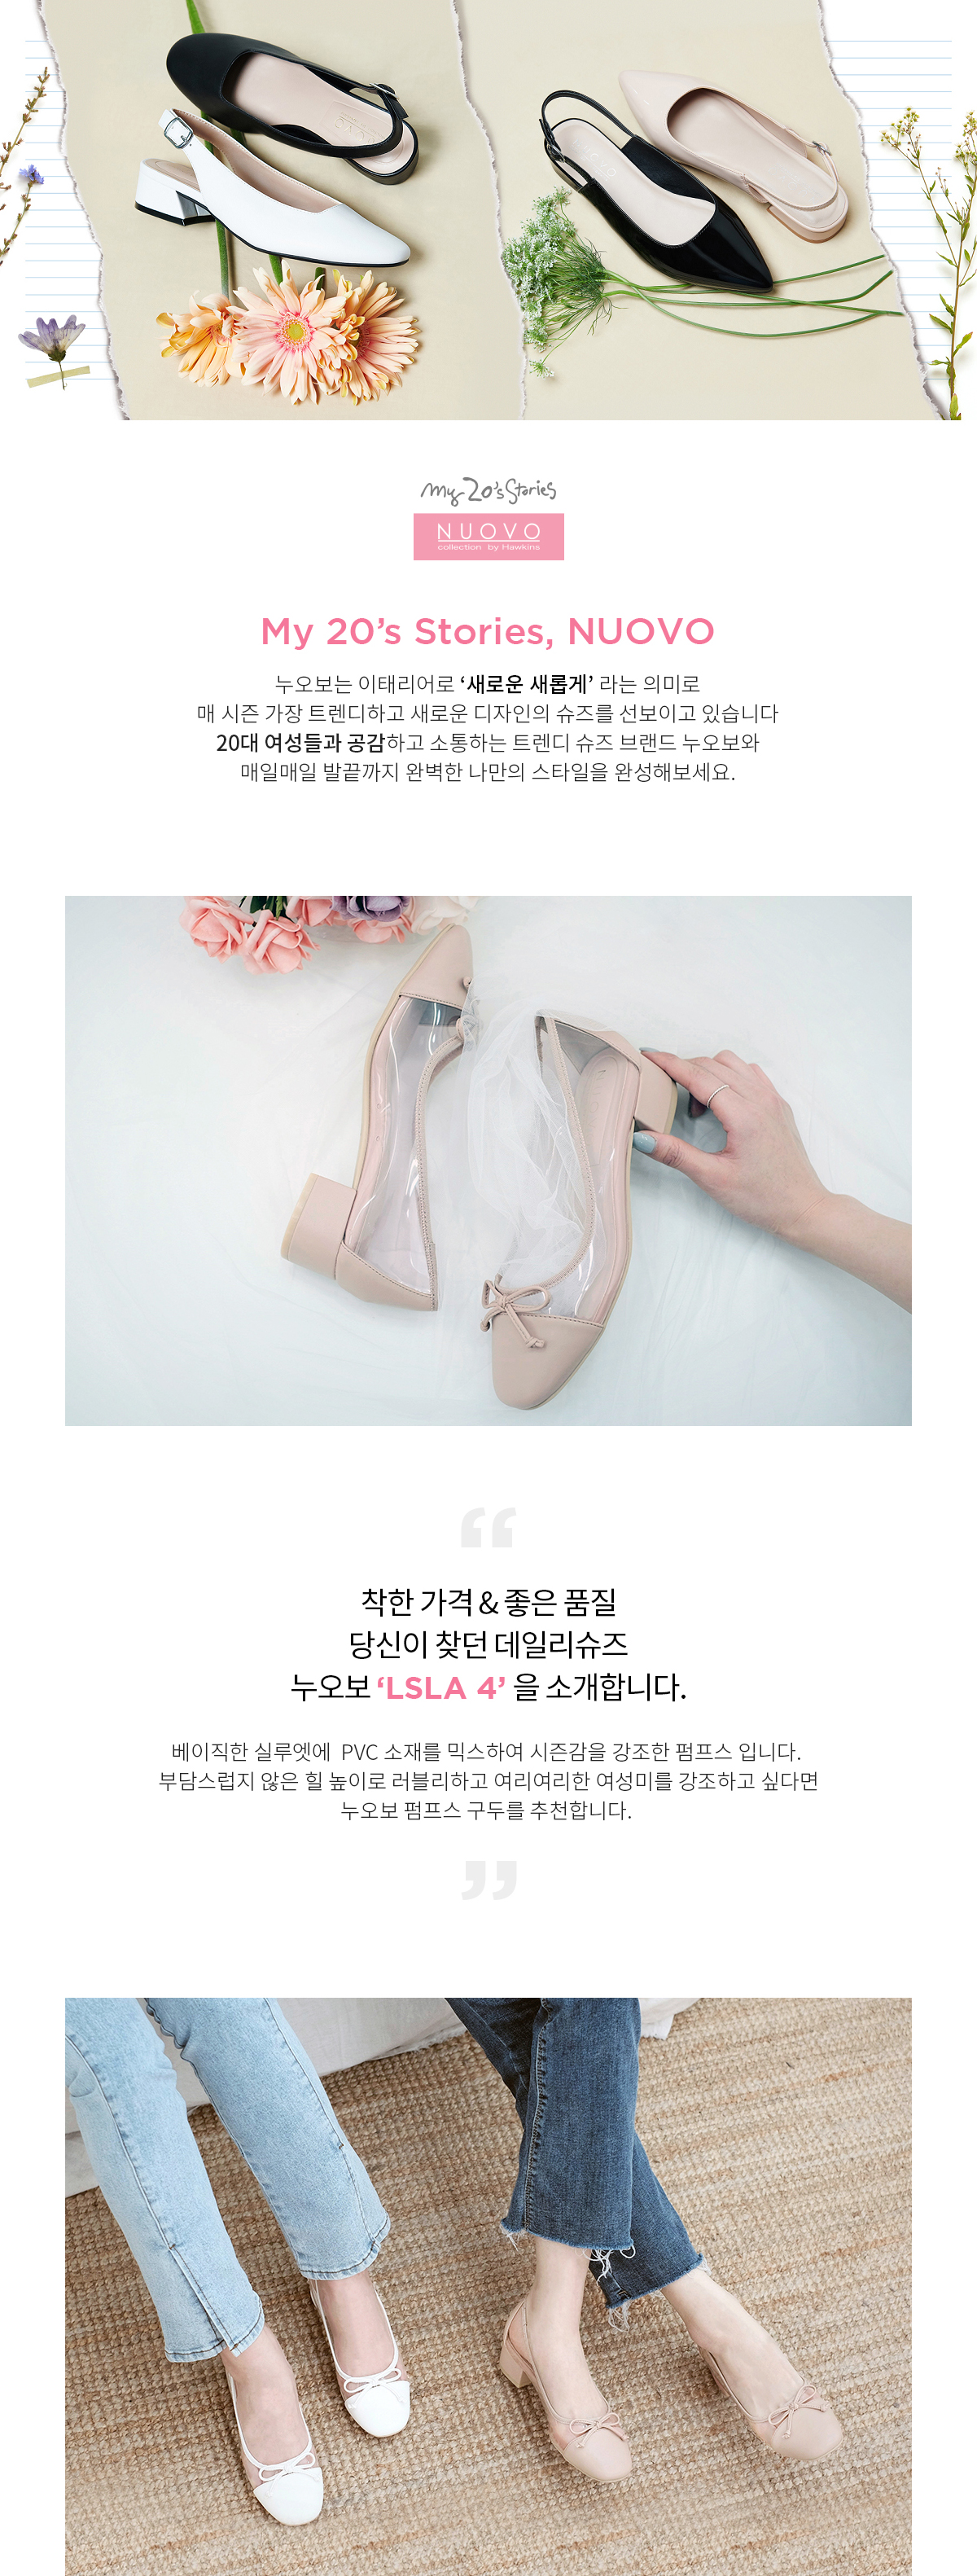 my 20's Stories
NUOVO
collection by Hawkins
My 20’s Stories, NUOVO
누오보는 이태리어로 ‘새로운 새롭게’ 라는 의미로
매 시즌 가장 트렌디하고 새로운 디자인의 슈즈를 선보이고 있습니다
20대 여성들과 공감하고 소통하는 트렌디 슈즈 브랜드 누오보와
매일매일 발끝까지 완벽한 나만의 스타일을 완성해보세요.
“
착한 가격 & 좋은 품질
당신이 찾던 데일리슈즈
누오보 ‘LSLA 4’ 을 소개합니다.
베이직한 실루엣에 PVC 소재를 믹스하여 시즌감을 강조한 펌프스 입니다.
부담스럽지 않은 힐 높이로 러블리하고 여리여리한 여성미를 강조하고 싶다면
누오보 펌프스 구두를 추천합니다.
”